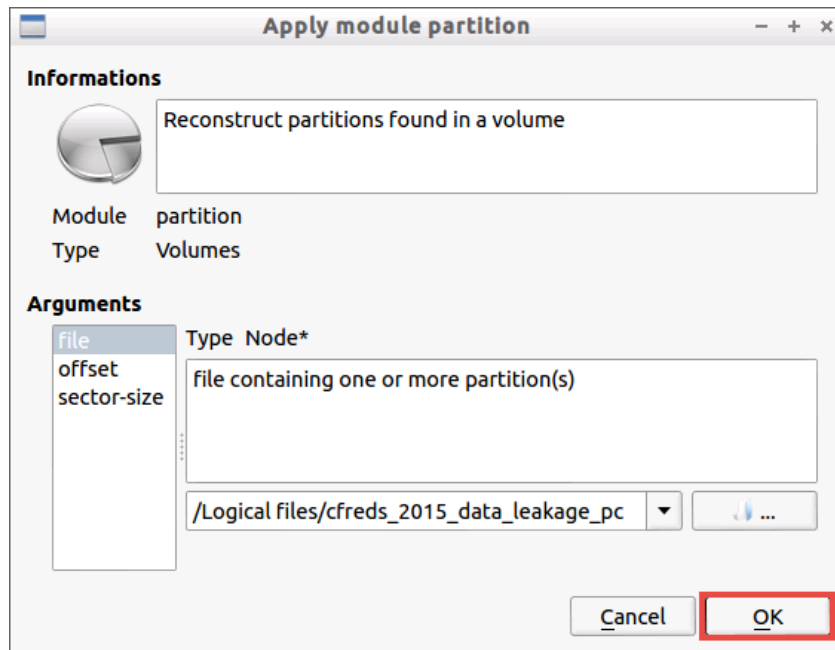 Apply module partition
Informations
Reconstruct partitions found in a volume
Module partition
Type Volumes
Arguments
file
offset
sector-size
Type Node*
file containing one or more partition(s)
/Logical files/cfreds_2015_data_leakage_pc
...
Cancel
OK